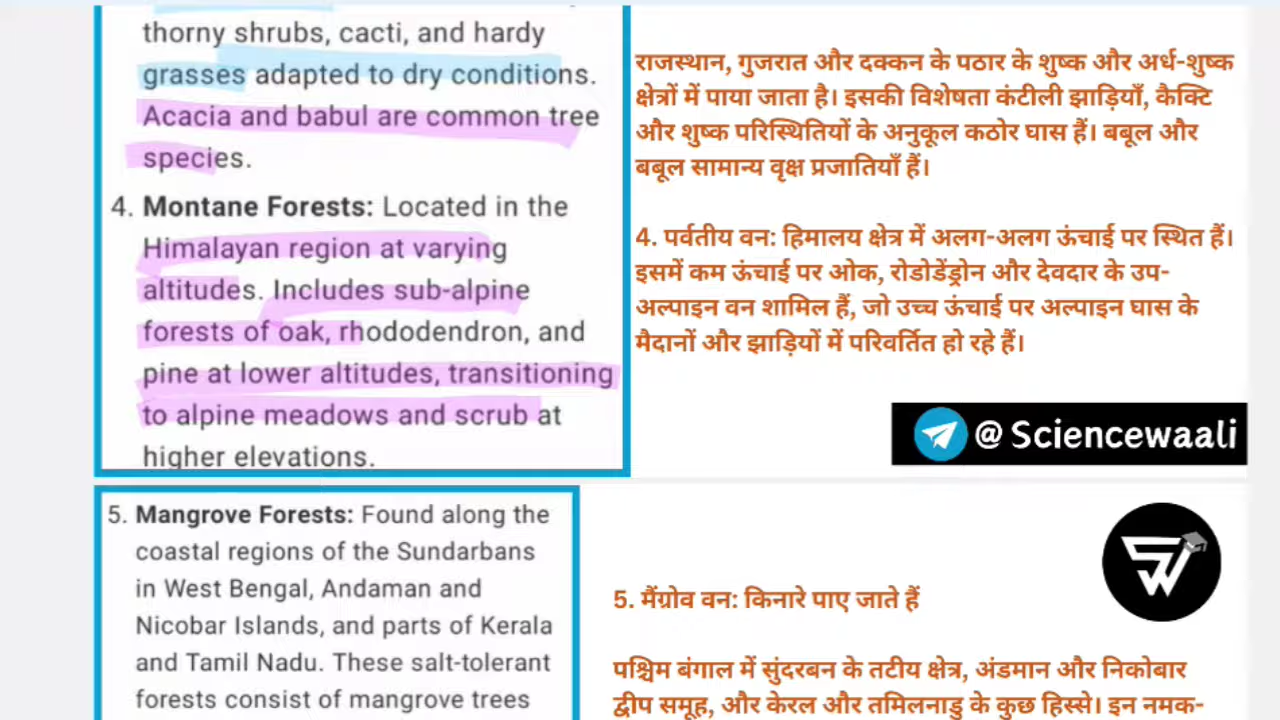 thorny shrubs, cacti, and hardy
grasses adapted to dry conditions.
Acacia and babul are common tree
species.
4. Montane Forests: Located in the
Himalayan region at varying
altitudes. Includes sub-alpine
forests of oak, rhododendron, and
pine at lower altitudes, transitioning
to alpine meadows and scrub at
higher elevations.
राजस्थान, गुजरात और दक्कन के पठार के शुष्क और अर्ध-शुष्क
क्षेत्रों में पाया जाता है। इसकी विशेषता कंटीली झाड़ियाँ, कैक्टि
और शुष्क परिस्थितियों के अनुकूल कठोर घास हैं। बबूल और
बबूल सामान्य वृक्ष प्रजातियाँ हैं।
4. पर्वतीय वन: हिमालय क्षेत्र में अलग-अलग ऊंचाई पर स्थित हैं।
इसमें कम ऊंचाई पर ओक, रोडोडेंड्रोन और देवदार के उप-
अल्पाइन वन शामिल हैं, जो उच्च ऊंचाई पर अल्पाइन घास के
मैदानों और झाड़ियों में परिवर्तित हो रहे हैं।
@ Sciencewaali
5. Mangrove Forests: Found along the
coastal regions of the Sundarbans
in West Bengal, Andaman and
Nicobar Islands, and parts of Kerala
and Tamil Nadu. These salt-tolerant
forests consist of mangrove trees
SW
5. मैंग्रोव वन: किनारे पाए जाते हैं
पश्चिम बंगाल में सुंदरबन के तटीय क्षेत्र, अंडमान और निकोबार
द्वीप समूह, और केरल और तमिलनाडु के कुछ हिस्से। इन नमक-